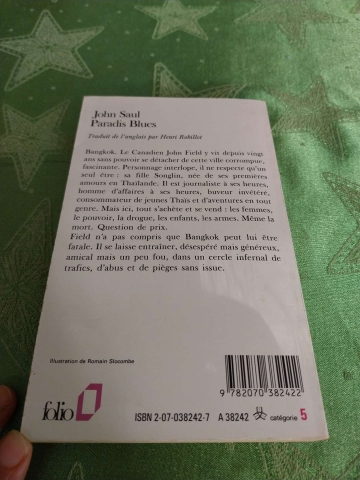 John Saul
Paradis Blues
Traduit de l'anglais par Henri Robillot
Bangkok. Le Canadien John Field y vit depuis vingt
ans sans pouvoir se détacher de cette ville corrompue,
fascinante. Personnage interlope, il ne respecte qu'un
seul être : sa fille Songlin, née de ses premières
amours en Thaïlande. Il est journaliste à ses heures,
homme d'affaires à ses heures, buveur invétéré,
consommateur de jeunes Thaïs et d'aventures en tout
genre. Mais ici, tout s'achète et se vend : les femmes,
le pouvoir, la drogue, les enfants, les armes. Même la
mort. Question de prix.
Field n'a pas compris que Bangkok peut lui être
fatale. Il se laisse entraîner, désespéré mais généreux,
amical mais un peu fou, dans un cercle infernal de
trafics, d'abus et de pièges sans issue.
Illustration de Romain Slocombe
9 782070 382422
folio
ISBN 2-07-038242-7 A 38242 catégorie 5